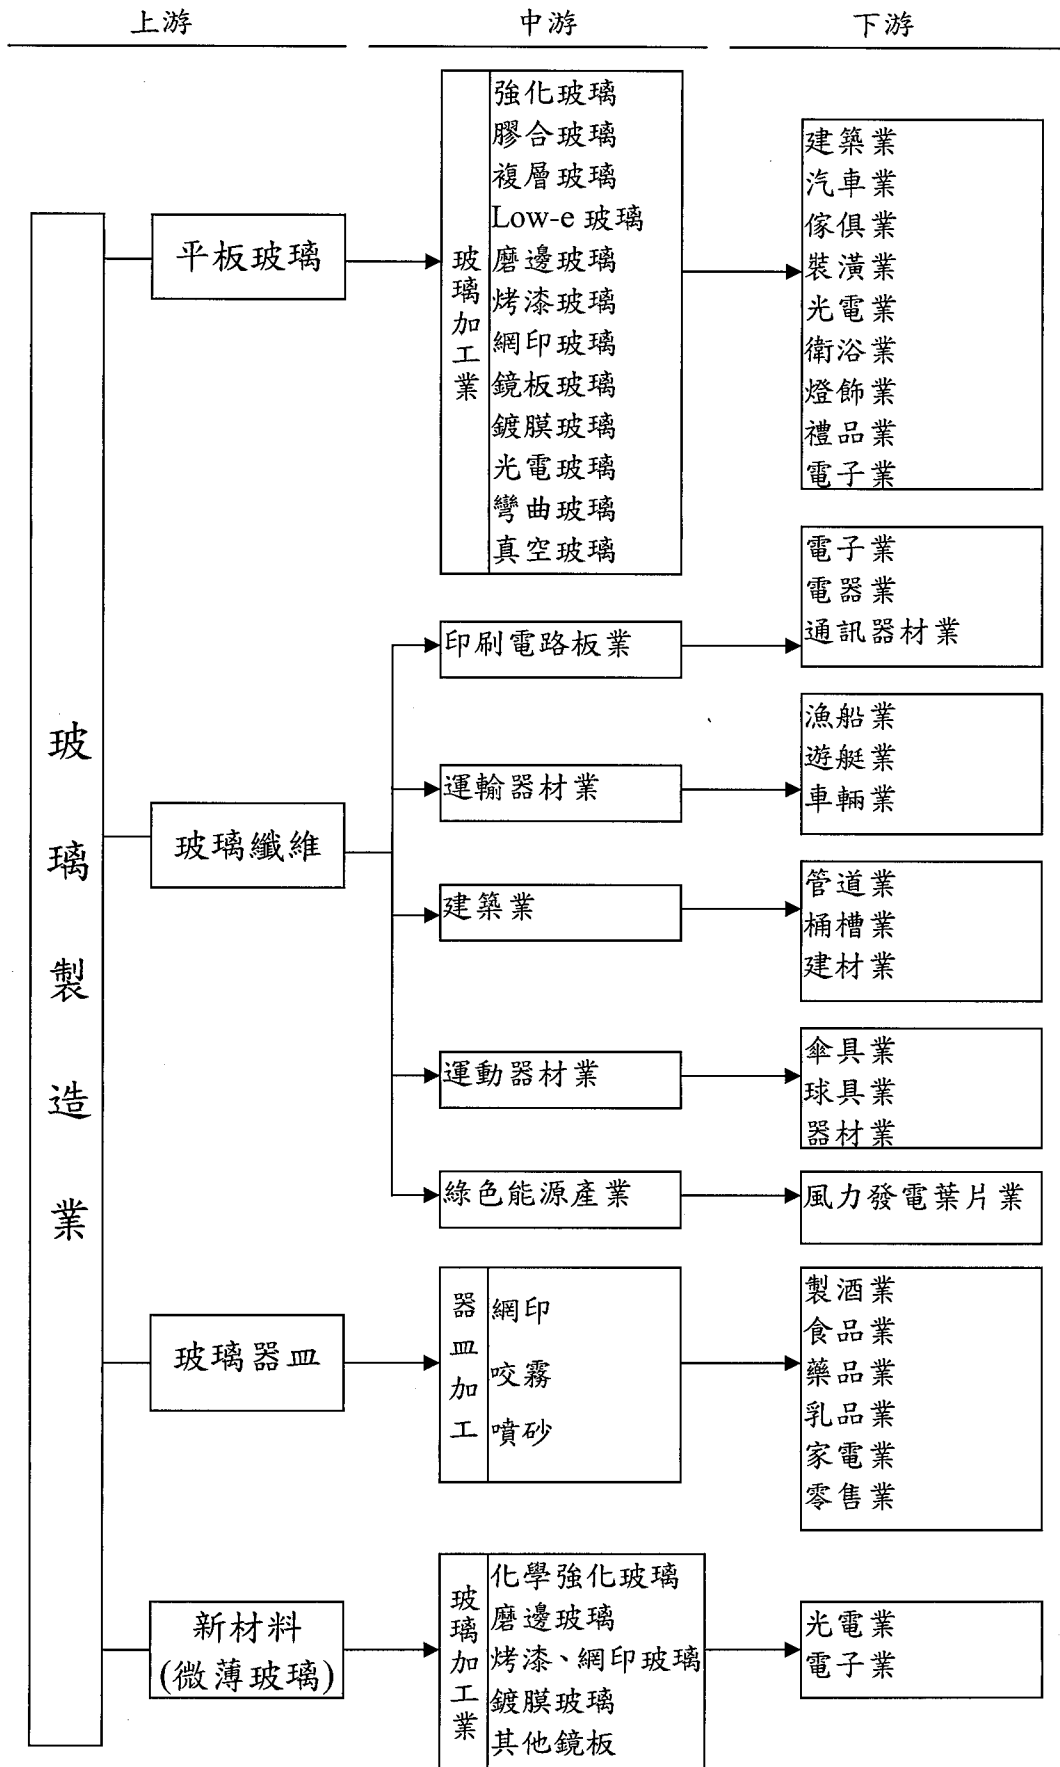 上游
中游
下游
玻璃製造業
平板玻璃
玻璃加工業
強化玻璃
膠合玻璃
複層玻璃
Low-e 玻璃
磨邊玻璃
烤漆玻璃
網印玻璃
鏡板玻璃
鍍膜玻璃
光電玻璃
彎曲玻璃
真空玻璃
建築業
汽車業
傢俱業
裝潢業
光電業
衛浴業
燈飾業
禮品業
電子業
玻璃纖維
印刷電路板業
電子業
電器業
通訊器材業
運輸器材業
漁船業
遊艇業
車輛業
建築業
管道業
桶槽業
建材業
運動器材業
傘具業
球具業
器材業
綠色能源產業
風力發電葉片業
玻璃器皿
器皿加工
網印
咬霧
噴砂
製酒業
食品業
藥品業
乳品業
家電業
零售業
新材料
(微薄玻璃)
玻璃加工業
化學強化玻璃
磨邊玻璃
烤漆、網印玻璃
鍍膜玻璃
其他鏡板
光電業
電子業